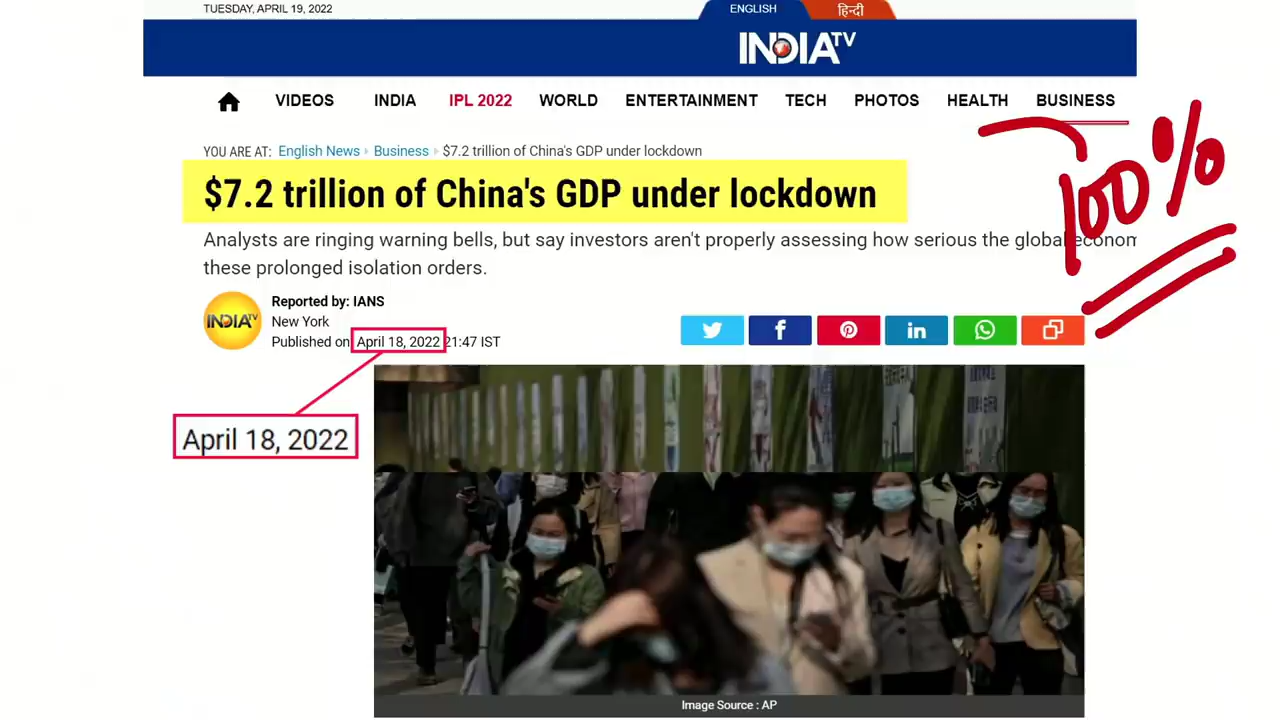 TUESDAY, APRIL 19, 2022
ENGLISH
हिन्दी
INDIA TV
VIDEOS INDIA IPL 2022 WORLD ENTERTAINMENT TECH PHOTOS HEALTH BUSINESS
YOU ARE AT: English News Business $7.2 trillion of China's GDP under lockdown
$7.2 trillion of China's GDP under lockdown
100%
Analysts are ringing warning bells, but say investors aren't properly assessing how serious the global econom
these prolonged isolation orders.
INDIA TV
Reported by: IANS
New York
Published on April 18, 2022 21:47 IST
April 18, 2022
Image Source : AP